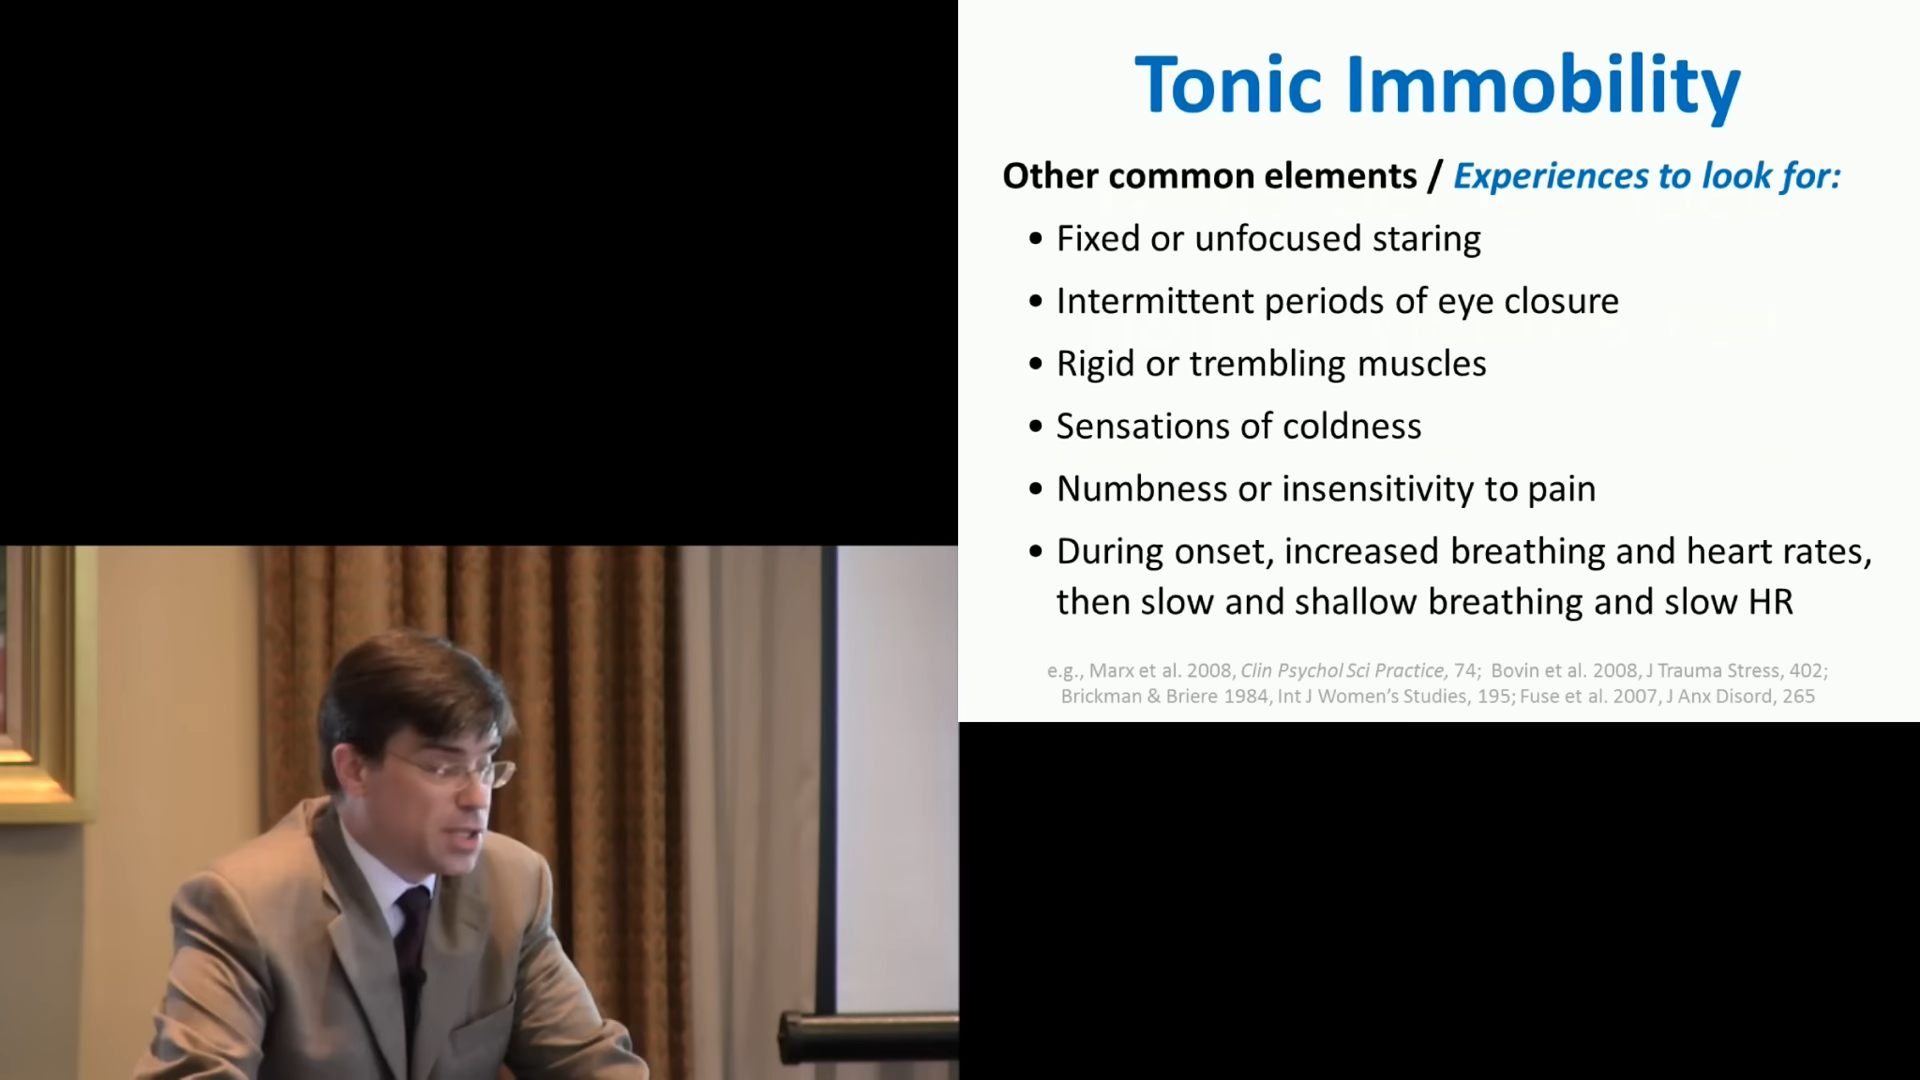 Tonic Immobility
Other common elements / Experiences to look for:
• Fixed or unfocused staring
• Intermittent periods of eye closure
• Rigid or trembling muscles
• Sensations of coldness
• Numbness or insensitivity to pain
• During onset, increased breathing and heart rates,
then slow and shallow breathing and slow HR
e.g., Marx et al. 2008, Clin Psychol Sci Practice, 74; Bovin et al. 2008, J Trauma Stress, 402;
Brickman & Briere 1984, Int J Women's Studies, 195; Fuse et al. 2007, J Anx Disord, 265